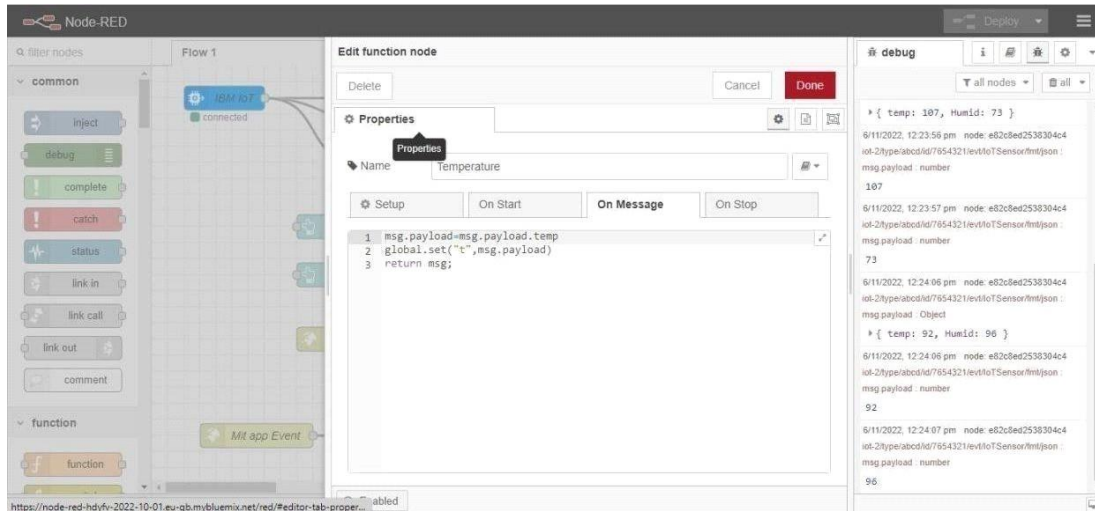 Node-RED
Deploy
filter nodes
Flow 1
Edit function node
debug
i
common
Delete
Cancel
Done
all nodes
all
IBM IoT
connected
inject
Properties
Properties
{ temp: 107, Humid: 73 }
6/11/2022, 12:23:56 pm node: e82c8ed2538304c4
iot-2/type/abcd/id/7654321/evt/IoTSensor/fmt/json :
msg.payload : number
107
debug
Name
Temperature
complete
Setup
On Start
On Message
On Stop
6/11/2022, 12:23:57 pm node: e82c8ed2538304c4
iot-2/type/abcd/id/7654321/evt/IoTSensor/fmt/json :
msg.payload : number
73
catch
1 msg.payload=msg.payload.temp
2 global.set("t",msg.payload)
3 return msg;
status
link in
6/11/2022, 12:24:06 pm node: e82c8ed2538304c4
iot-2/type/abcd/id/7654321/evt/IoTSensor/fmt/json :
msg.payload : Object
{ temp: 92, Humid: 96 }
link call
link out
comment
6/11/2022, 12:24:06 pm node: e82c8ed2538304c4
iot-2/type/abcd/id/7654321/evt/IoTSensor/fmt/json :
msg.payload : number
92
function
Mit app Event
function
6/11/2022, 12:24:07 pm node: e82c8ed2538304c4
iot-2/type/abcd/id/7654321/evt/IoTSensor/fmt/json :
msg.payload : number
96
https://node-red-hdyfv-2022-10-01.eu-gb.mybluemix.net/red/#editor-tab-proper...